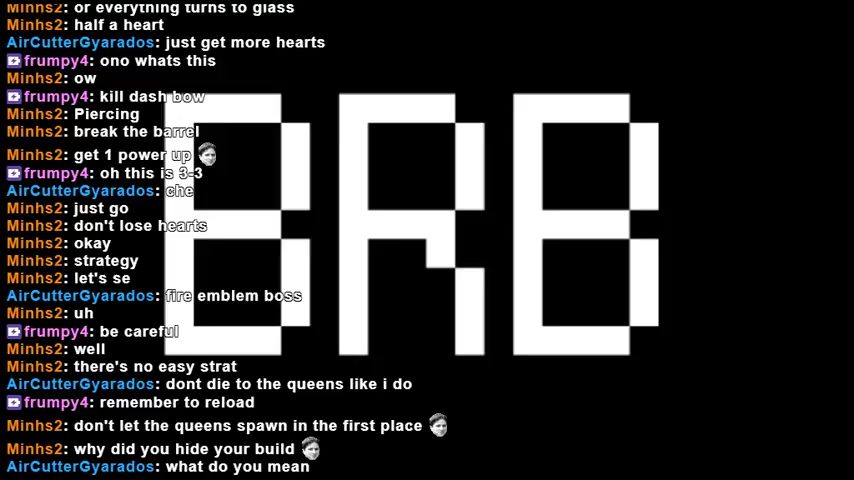 Minhs2: or everything turns to glass
Minhs2: half a heart
AirCutterGyarados: just get more hearts
frumpy4: ono whats this
Minhs2: ow
frumpy4: kill dash bow
Minhs2: Piercing
Minhs2: break the barrel
Minhs2: get 1 power up
frumpy4: oh this is 3-3
AirCutterGyarados: che
Minhs2: just go
Minhs2: don't lose hearts
Minhs2: okay
Minhs2: strategy
Minhs2: let's se
AirCutterGyarados: fire emblem boss
Minhs2: uh
frumpy4: be careful
Minhs2: well
Minhs2: there's no easy strat
AirCutterGyarados: dont die to the queens like i do
frumpy4: remember to reload
Minhs2: don't let the queens spawn in the first place
Minhs2: why did you hide your build
AirCutterGyarados: what do you mean
BRB